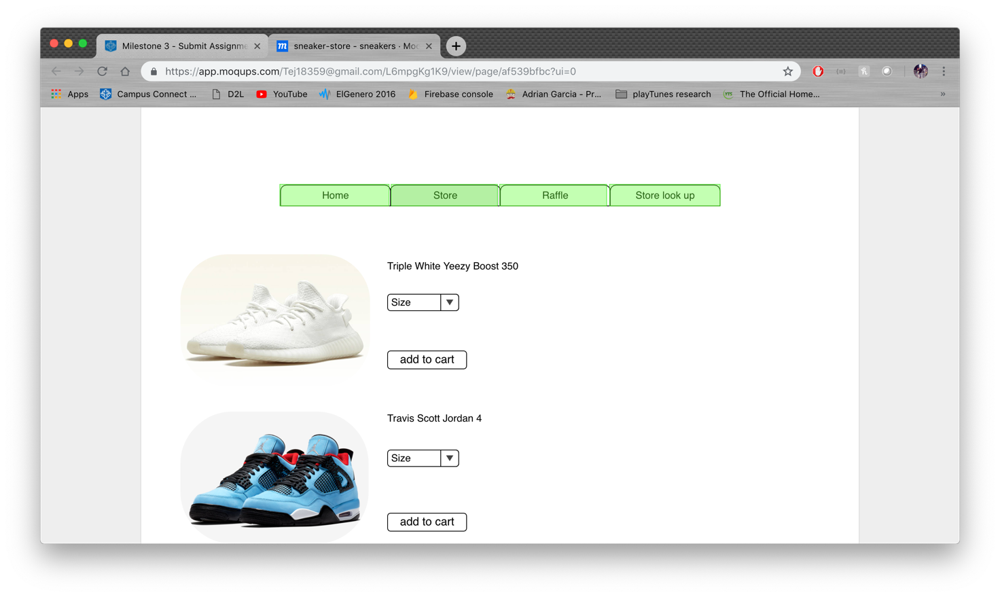 Milestone 3 - Submit Assignme
sneaker-store - sneakers · Moc
https://app.moqups.com/Tej18359@gmail.com/L6mpgKg1K9/view/page/af539bfbc?ui=0
Apps Campus Connect ... D2L YouTube ElGenero 2016 Firebase console Adrian Garcia - Pr... playTunes research The Official Home... »
Home Store Raffle Store look up
Triple White Yeezy Boost 350
Size
add to cart
Travis Scott Jordan 4
Size
add to cart